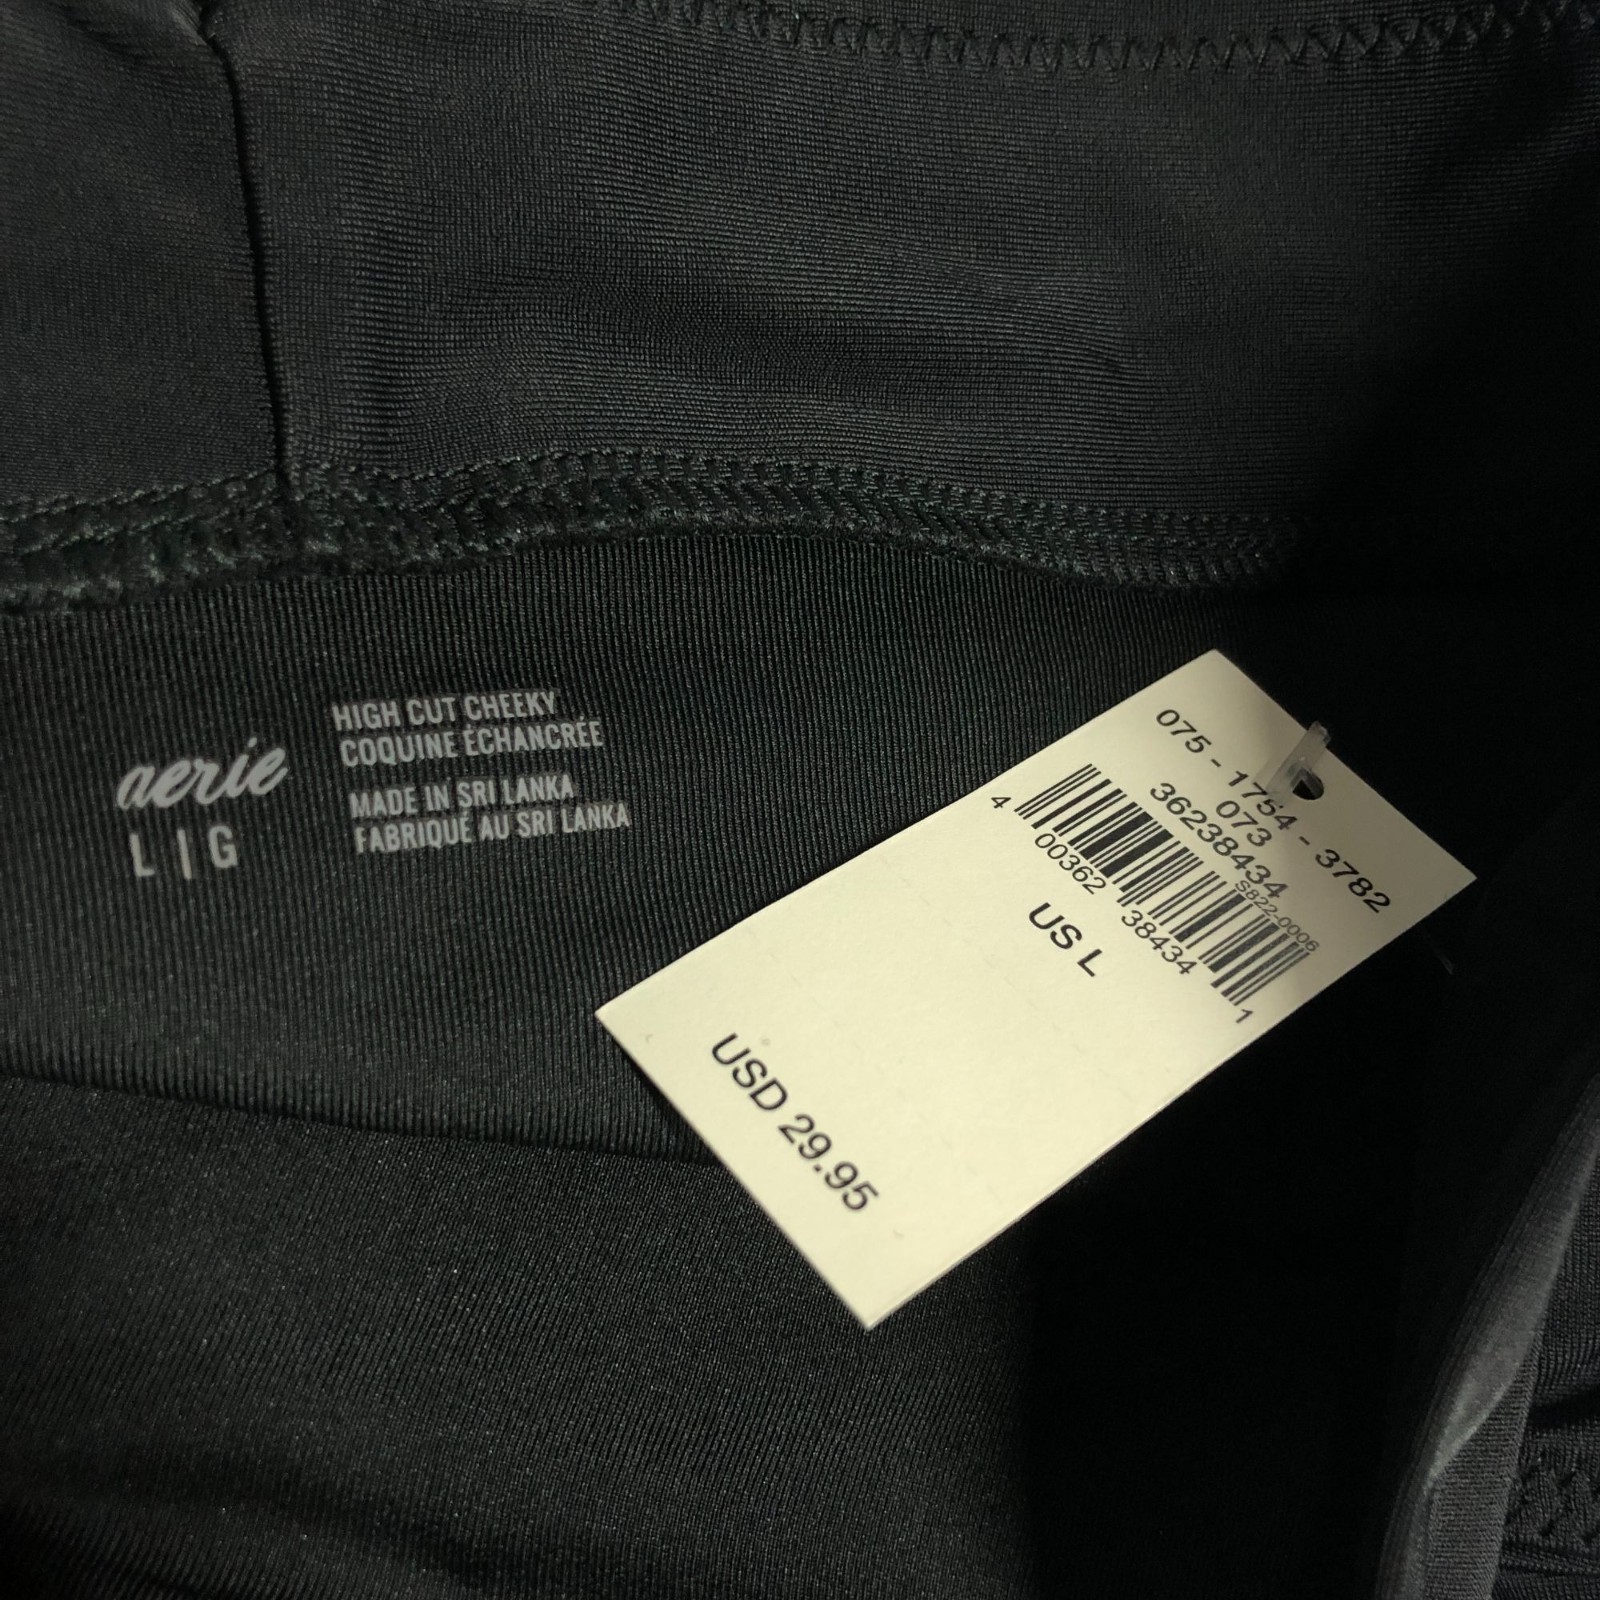 aerie
L | G
HIGH CUT CHEEKY
COQUINE ÉCHANCRÉE
MADE IN SRI LANKA
FABRIQUÉ AU SRI LANKA
075 - 1754 - 3782
073
36238434
S822-0006
4 00362 38434 1
US L
USD 29.95